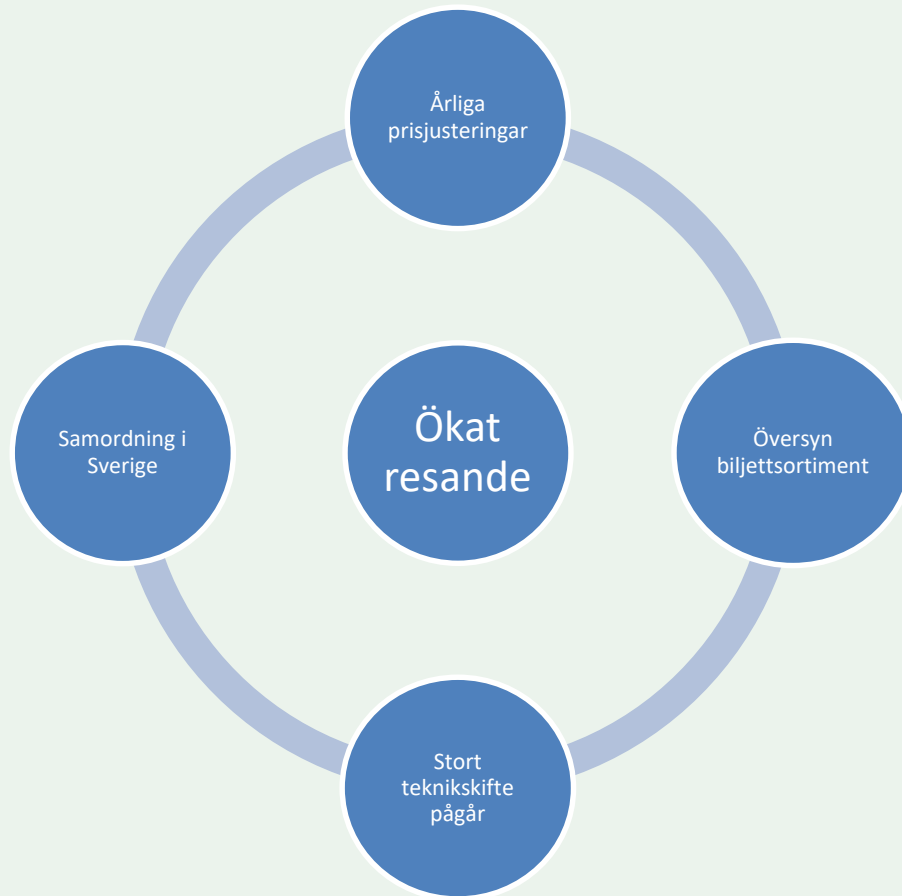 Årliga
prisjusteringar
Samordning i
Sverige
Ökat
resande
Översyn
biljettsortiment
Stort
teknikskifte
pågår